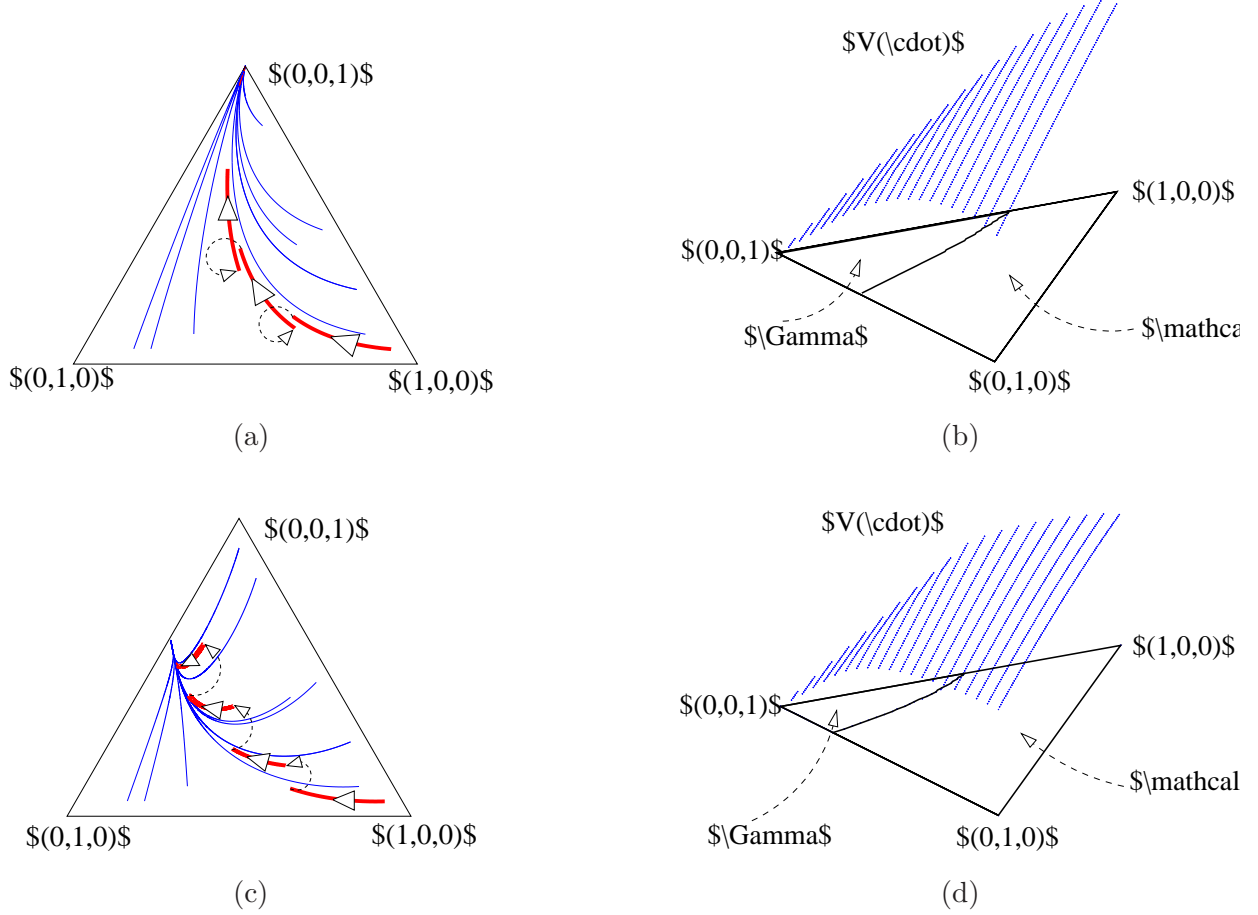 $(0,0,1)$
$(0,1,0)$
$(1,0,0)$
(a)
$V(\cdot)$
$(1,0,0)$
$(0,0,1)$
$\Gamma$
$\mathca
$(0,1,0)$
(b)
$(0,0,1)$
$(0,1,0)$
$(1,0,0)$
(c)
$V(\cdot)$
$(1,0,0)$
$(0,0,1)$
$\mathcal
$\Gamma$
$(0,1,0)$
(d)